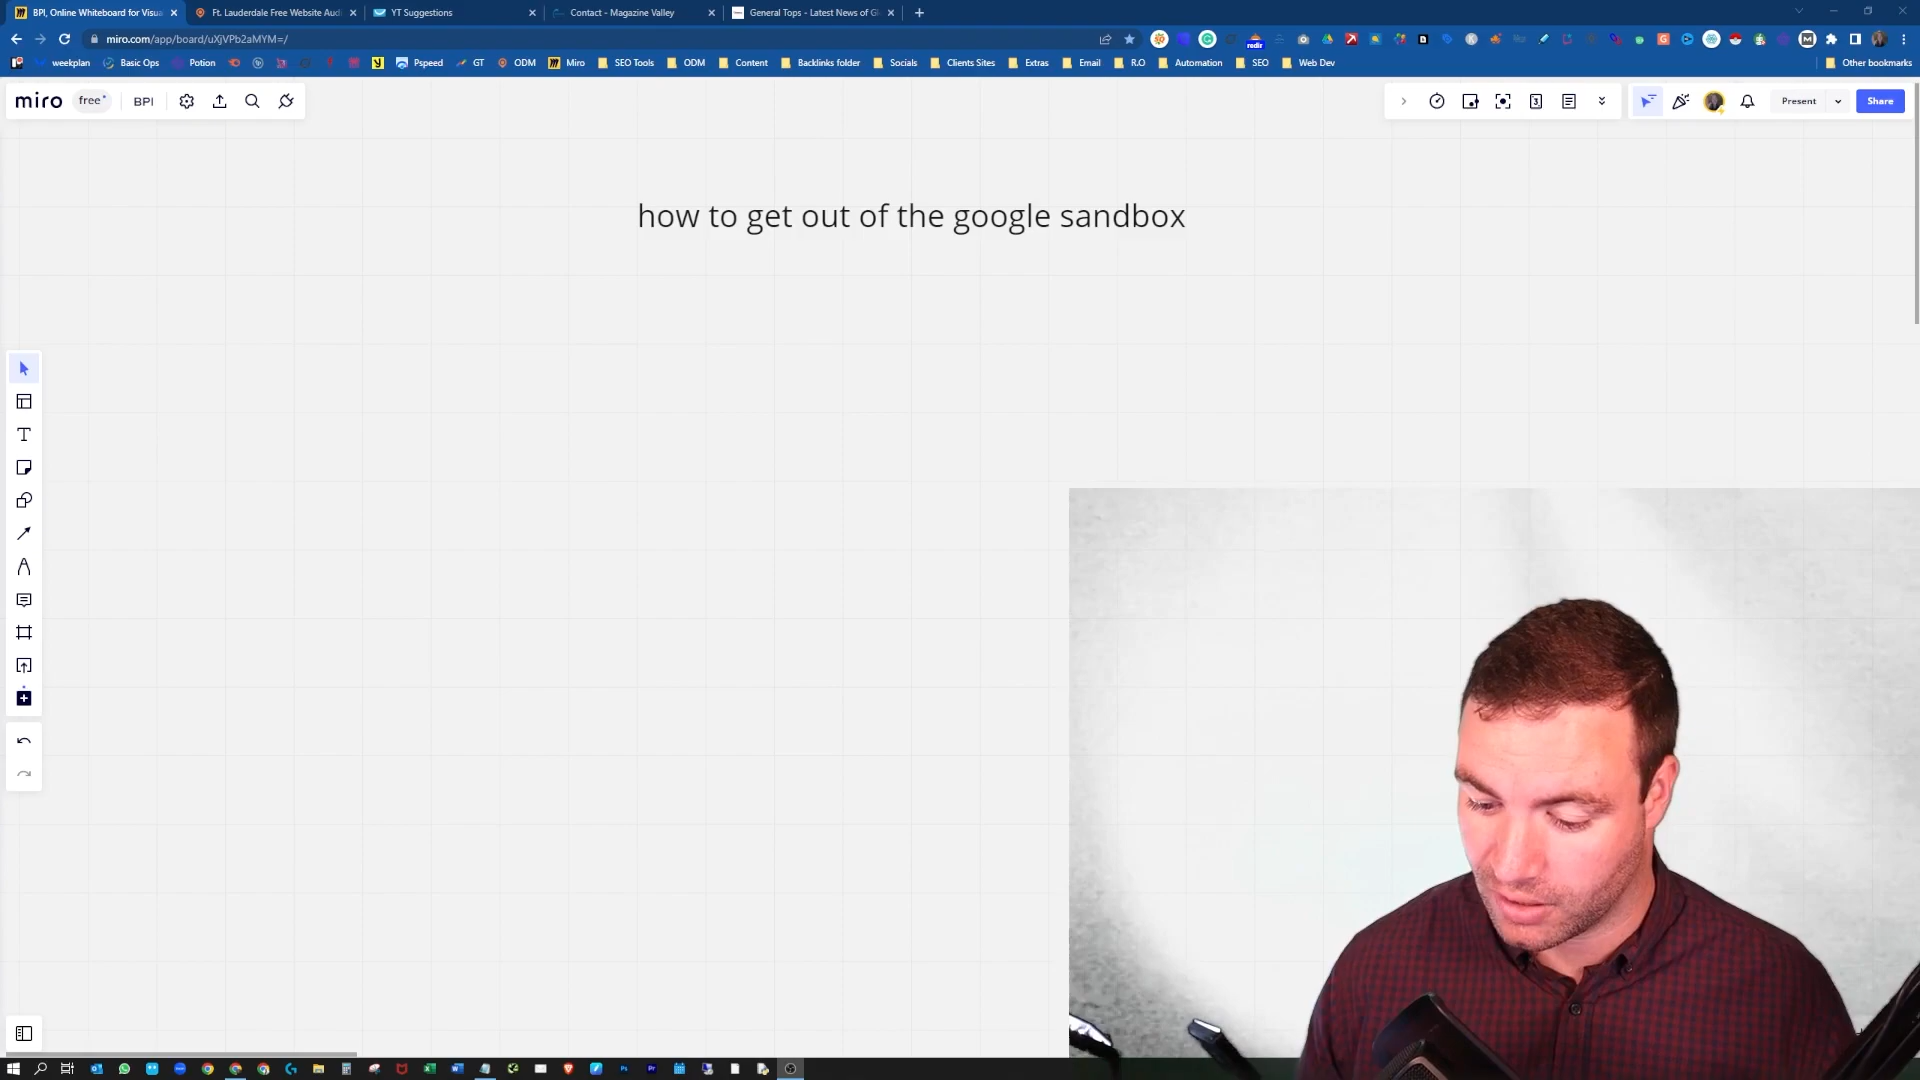 BPI, Online Whiteboard for Visua
Ft. Lauderdale Free Website Aud
YT Suggestions
Contact - Magazine Valley
General Tops - Latest News of Gl
miro.com/app/board/uXjVPb2aMYM=/
weekplan
Basic Ops
Potion
Pspeed
GT
ODM
Miro
SEO Tools
ODM
Content
Backlinks folder
Socials
Clients Sites
Extras
Email
R.O
Automation
SEO
Web Dev
Other bookmarks
miro
free
BPI
Present
Share
how to get out of the google sandbox